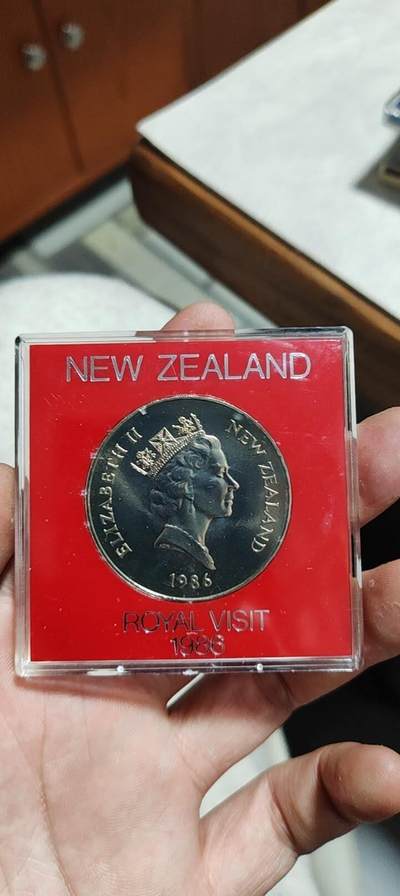 NEW ZEALAND
ELIZABETH II
NEW ZEALAND
1986
ROYAL VISIT
1986